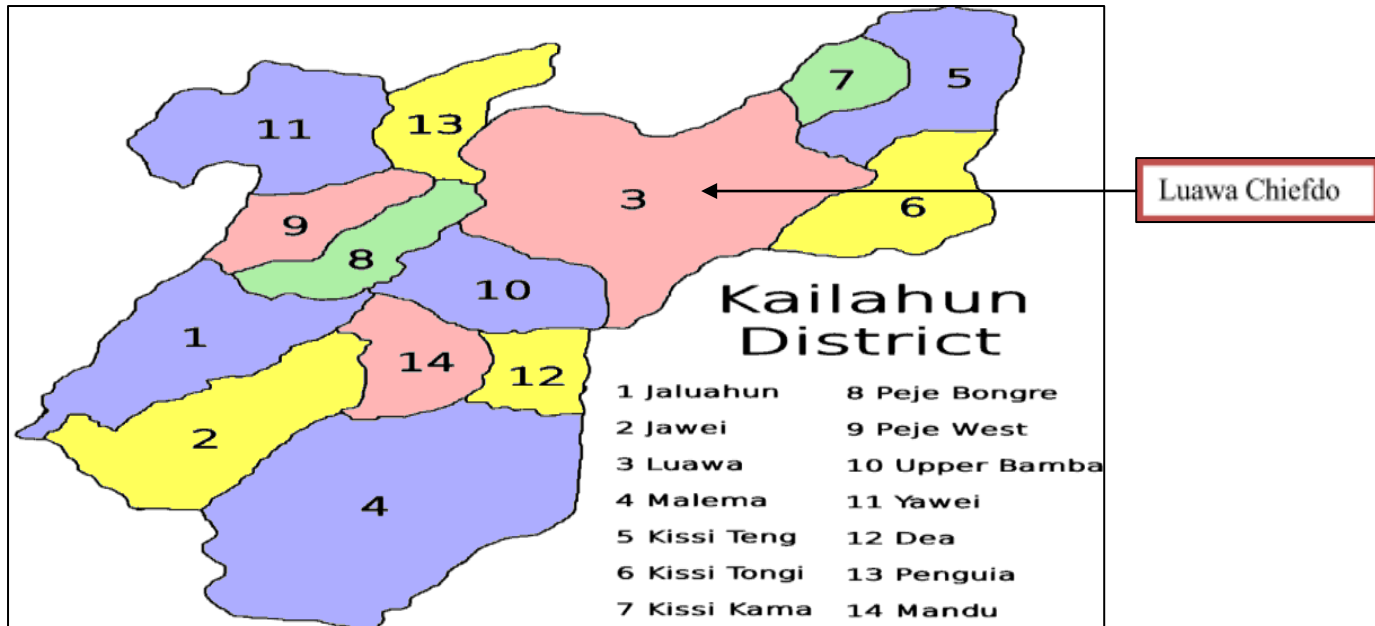 7
5
11
13
3
Luawa Chiefdo
6
9
8
10
Kailahun
District
1
14
12
2
4
1 Jaluahun
2 Jawei
3 Luawa
4 Malema
5 Kissi Teng
6 Kissi Tongi
7 Kissi Kama
8 Peje Bongre
9 Peje West
10 Upper Bamba
11 Yawei
12 Dea
13 Penguia
14 Mandu